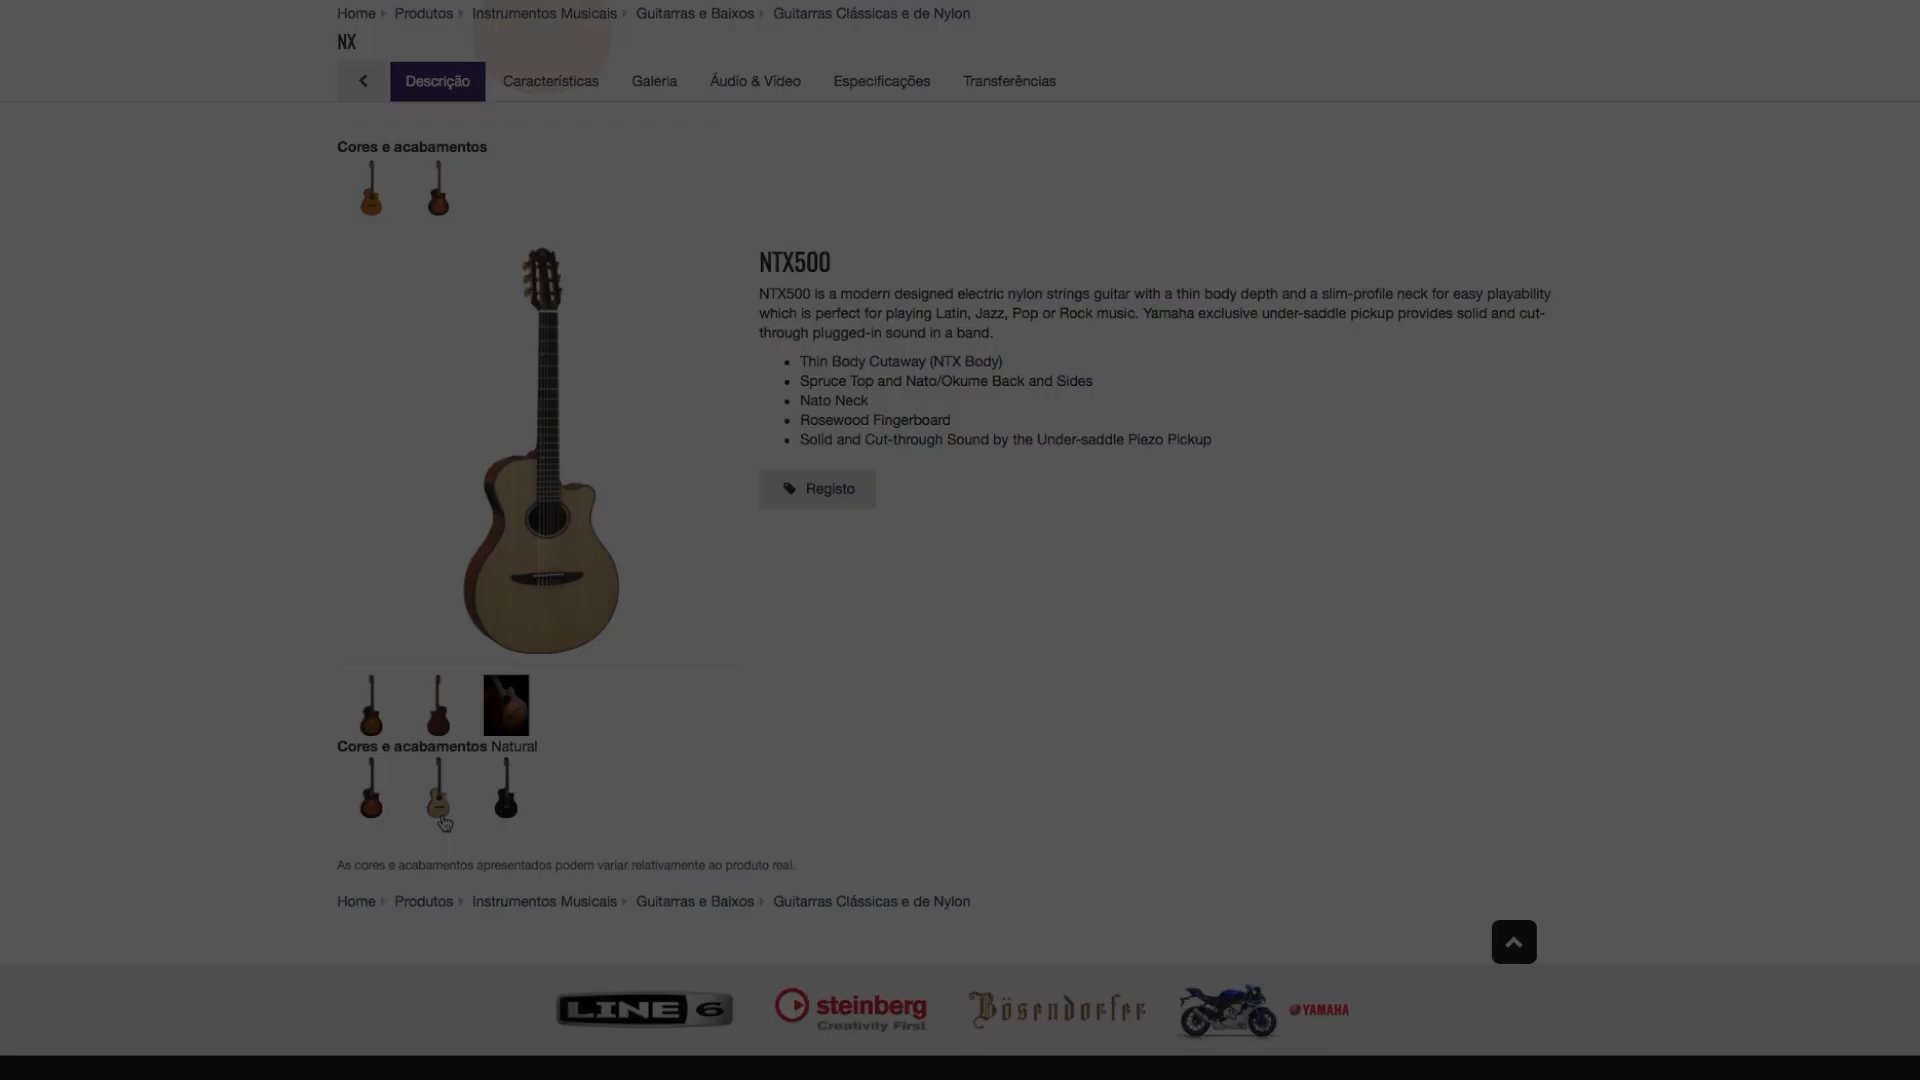 Home Produtos Instrumentos Musicais Guitarras e Baixos Guitarras Clássicas e de Nylon
NX
Descrição Características Galeria Áudio & Vídeo Especificações Transferências
Cores e acabamentos
NTX500
NTX500 is a modern designed electric nylon strings guitar with a thin body depth and a slim-profile neck for easy playability
which is perfect for playing Latin, Jazz, Pop or Rock music. Yamaha exclusive under-saddle pickup provides solid and cut-
through plugged-in sound in a band.
Thin Body Cutaway (NTX Body)
Spruce Top and Nato/Okume Back and Sides
Nato Neck
Rosewood Fingerboard
Solid and Cut-through Sound by the Under-saddle Piezo Pickup
Registo
Cores e acabamentos Natural
As cores e acabamentos apresentados podem variar relativamente ao produto real.
Home Produtos Instrumentos Musicais Guitarras e Baixos Guitarras Clássicas e de Nylon
LINE 6 steinberg Bösendorfer YAMAHA
Creativity First